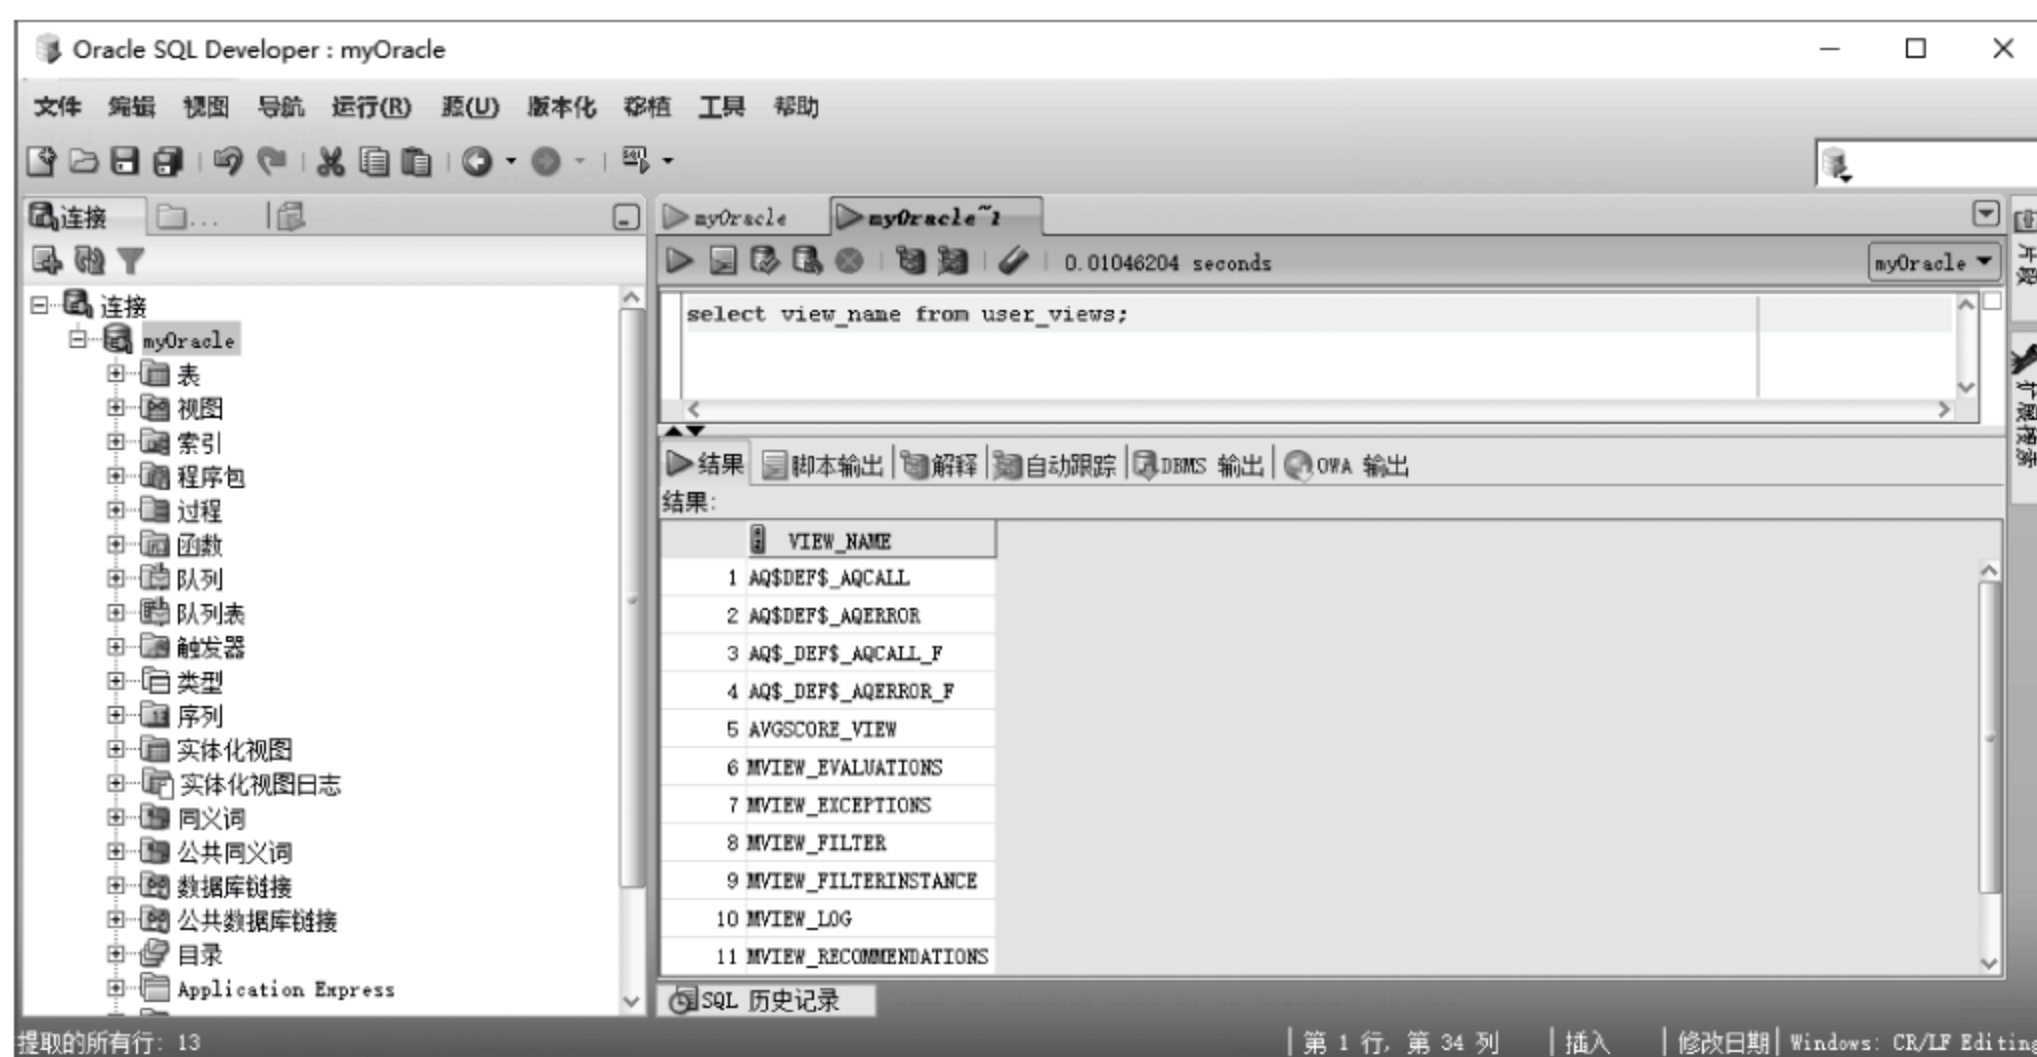 Oracle SQL Developer : myOracle
文件 编辑 视图 导航 运行(R) 源(U) 版本化 移植 工具 帮助
连接 ...
myOracle myOracle~1
0.01046204 seconds
myOracle
片段
扩展搜索
select view_name from user_views;
连接
myOracle
表
视图
索引
程序包
过程
函数
队列
队列表
触发器
类型
序列
实体化视图
实体化视图日志
同义词
公共同义词
数据库链接
公共数据库链接
目录
Application Express
结果 脚本输出 解释 自动跟踪 DBMS 输出 OWA 输出
结果:
VIEW_NAME
1 AQ$DEF$_AQCALL
2 AQ$DEF$_AQERROR
3 AQ$_DEF$_AQCALL_F
4 AQ$_DEF$_AQERROR_F
5 AVGSCORE_VIEW
6 MVIEW_EVALUATIONS
7 MVIEW_EXCEPTIONS
8 MVIEW_FILTER
9 MVIEW_FILTERINSTANCE
10 MVIEW_LOG
11 MVIEW_RECOMMENDATIONS
SQL 历史记录
提取的所有行: 13
第 1 行, 第 34 列 插入 修改日期 Windows: CR/LF Editing